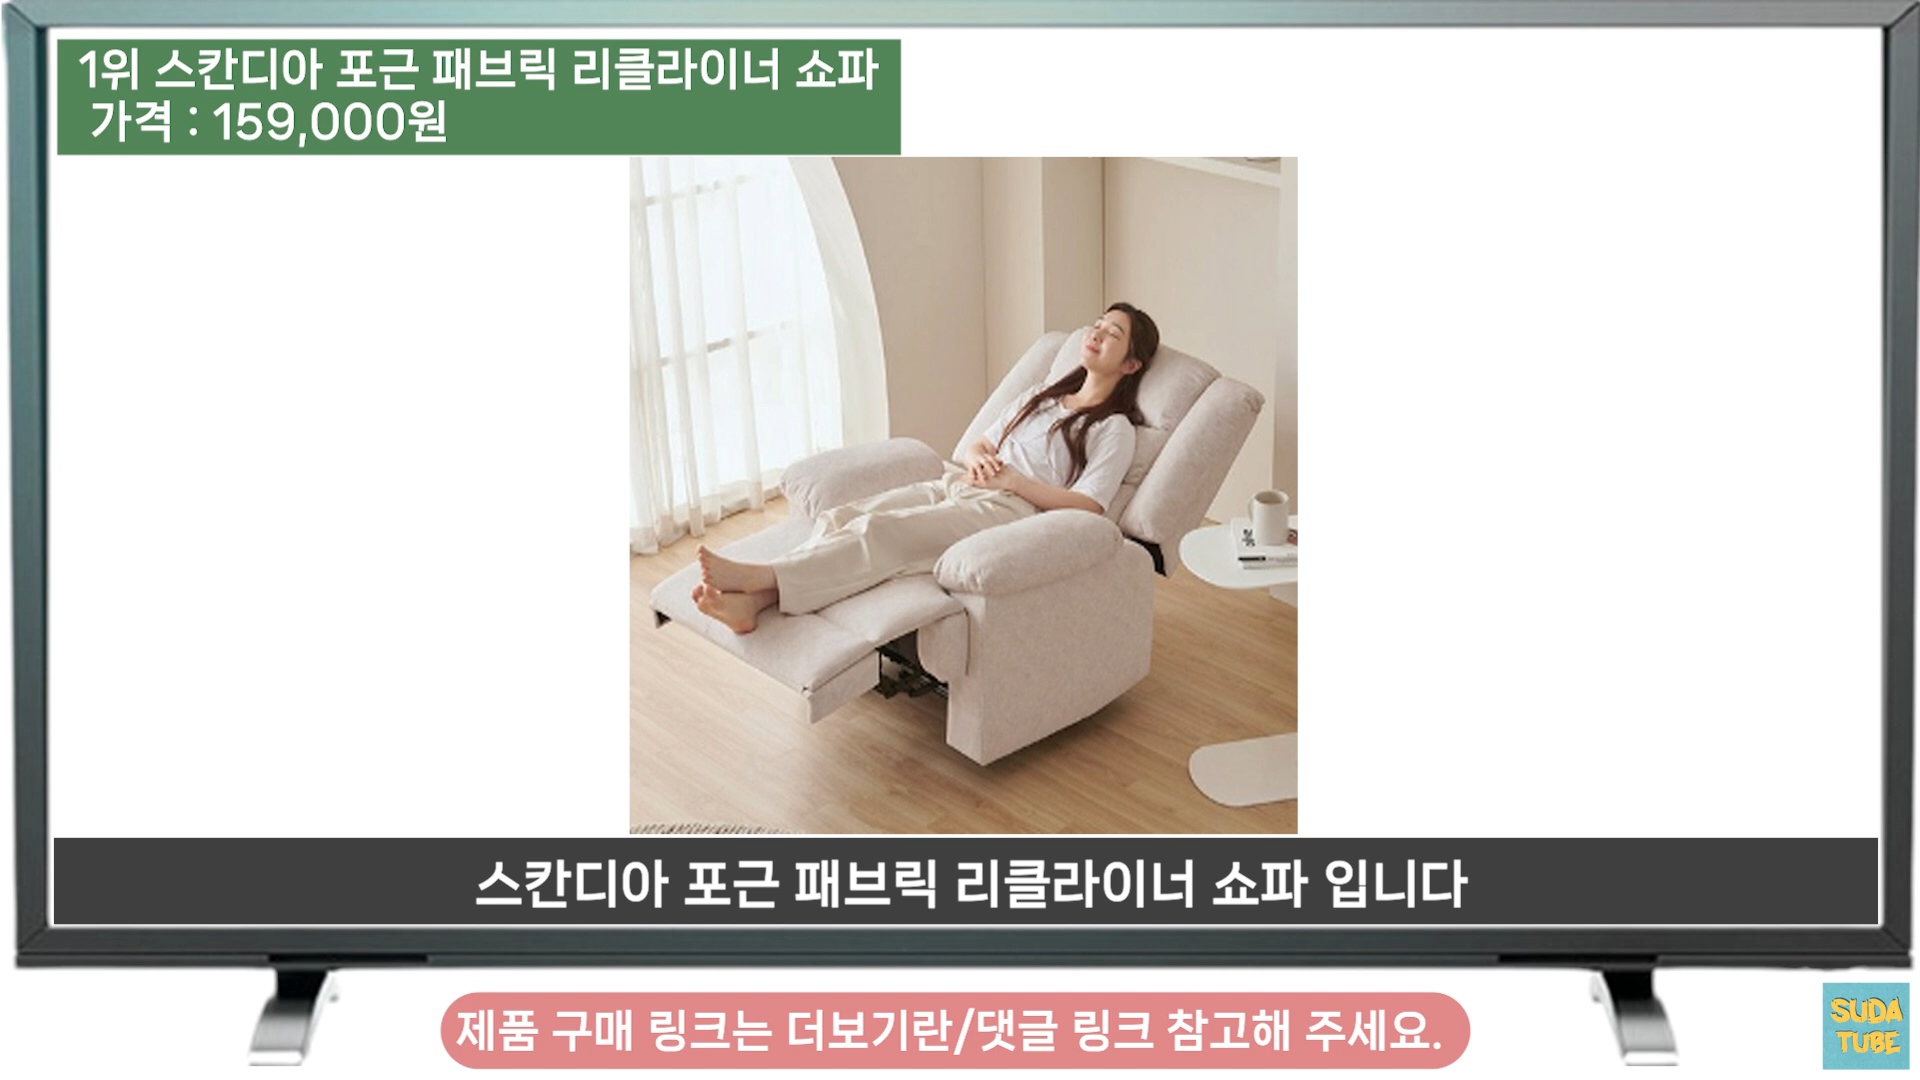 1위 스칸디아 포근 패브릭 리클라이너 쇼파
가격 : 159,000원
스칸디아 포근 패브릭 리클라이너 쇼파 입니다
제품 구매 링크는 더보기란/댓글 링크 참고해 주세요.
SUDA
TUBE